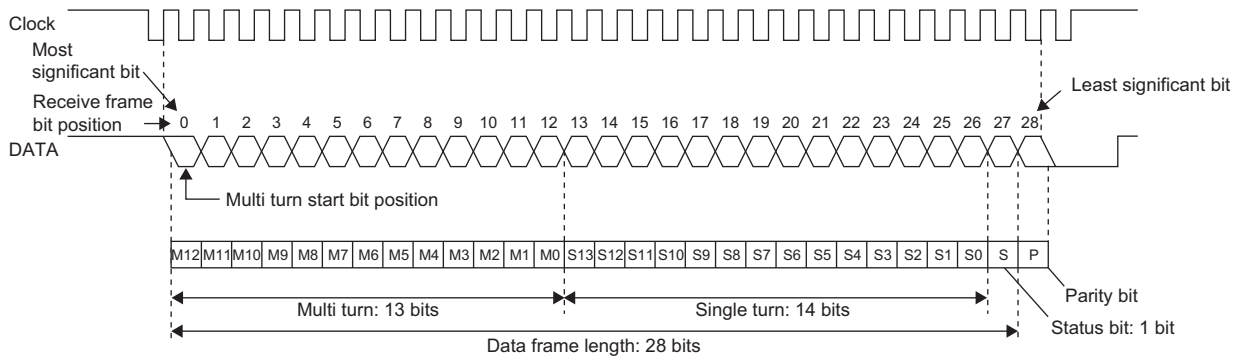 Clock
Most
significant bit
Least significant bit
Receive frame
bit position
0 1 2 3 4 5 6 7 8 9 10 11 12 13 14 15 16 17 18 19 20 21 22 23 24 25 26 27 28
DATA
Multi turn start bit position
M12 M11 M10 M9 M8 M7 M6 M5 M4 M3 M2 M1 M0 S13 S12 S11 S10 S9 S8 S7 S6 S5 S4 S3 S2 S1 S0 S P
Parity bit
Multi turn: 13 bits
Single turn: 14 bits
Status bit: 1 bit
Data frame length: 28 bits